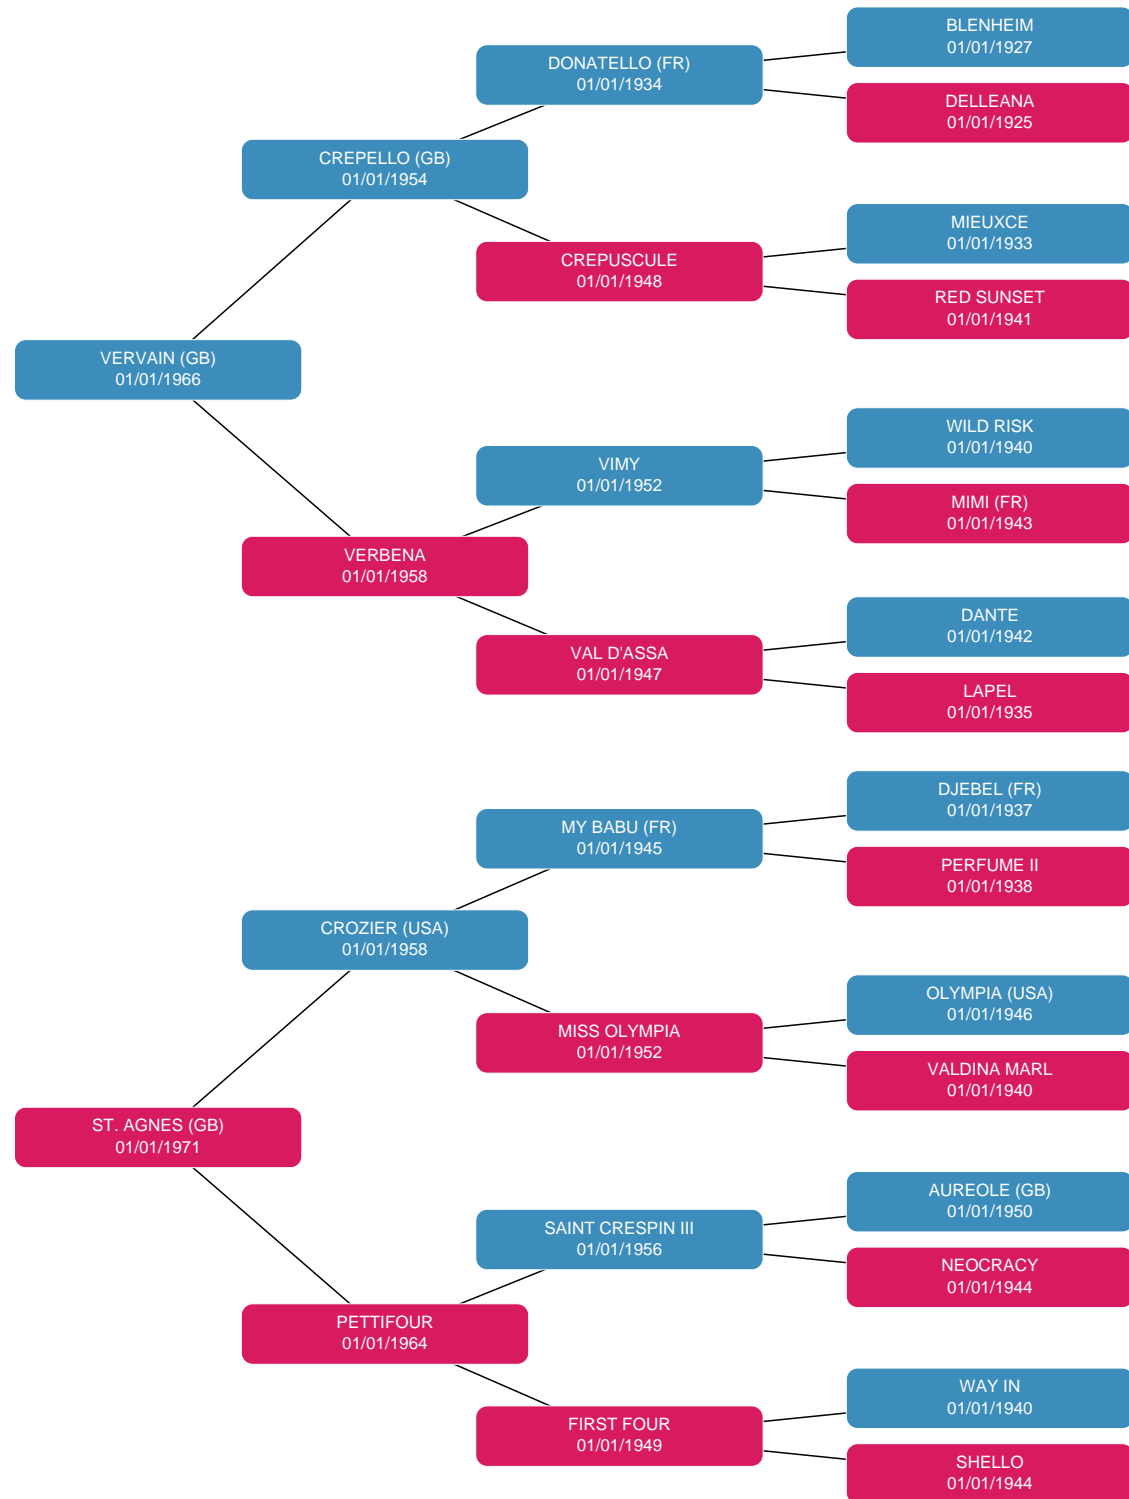 BLENHEIM
01/01/1927
DONATELLO (FR)
01/01/1934
DELLEANA
01/01/1925
CREPELLO (GB)
01/01/1954
MIEUXCE
01/01/1933
CREPUSCULE
01/01/1948
RED SUNSET
01/01/1941
VERVAIN (GB)
01/01/1966
WILD RISK
01/01/1940
VIMY
01/01/1952
MIMI (FR)
01/01/1943
VERBENA
01/01/1958
DANTE
01/01/1942
VAL D'ASSA
01/01/1947
LAPEL
01/01/1935
DJEBEL (FR)
01/01/1937
MY BABU (FR)
01/01/1945
PERFUME II
01/01/1938
CROZIER (USA)
01/01/1958
OLYMPIA (USA)
01/01/1946
MISS OLYMPIA
01/01/1952
VALDINA MARL
01/01/1940
ST. AGNES (GB)
01/01/1971
AUREOLE (GB)
01/01/1950
SAINT CRESPIN III
01/01/1956
NEOCRACY
01/01/1944
PETTIFOUR
01/01/1964
WAY IN
01/01/1940
FIRST FOUR
01/01/1949
SHELLO
01/01/1944